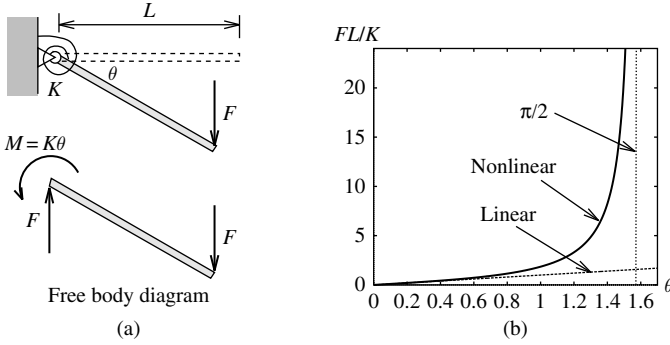 L
θ
K
F
M = Kθ
F
F
Free body diagram
(a)
FL/K
20
15
10
5
0
π/2
Nonlinear
Linear
0 0.2 0.4 0.6 0.8 1 1.2 1.4 1.6 θ
(b)